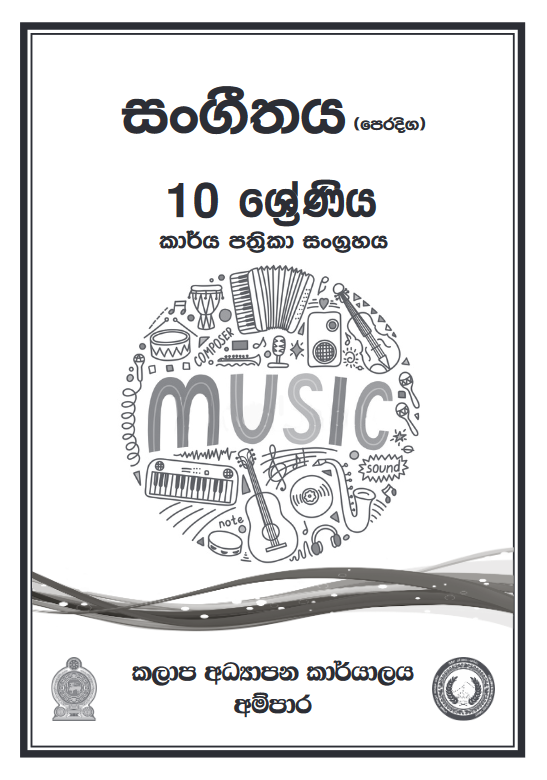 සංගීතය (පෙරදිග)
10 ශ්‍රේණිය
කාර්ය පත්‍රිකා සංග්‍රහය
COMPOSER
MUSIC
sound
note
කලාප අධ්‍යාපන කාර්යාලය
අම්පාර